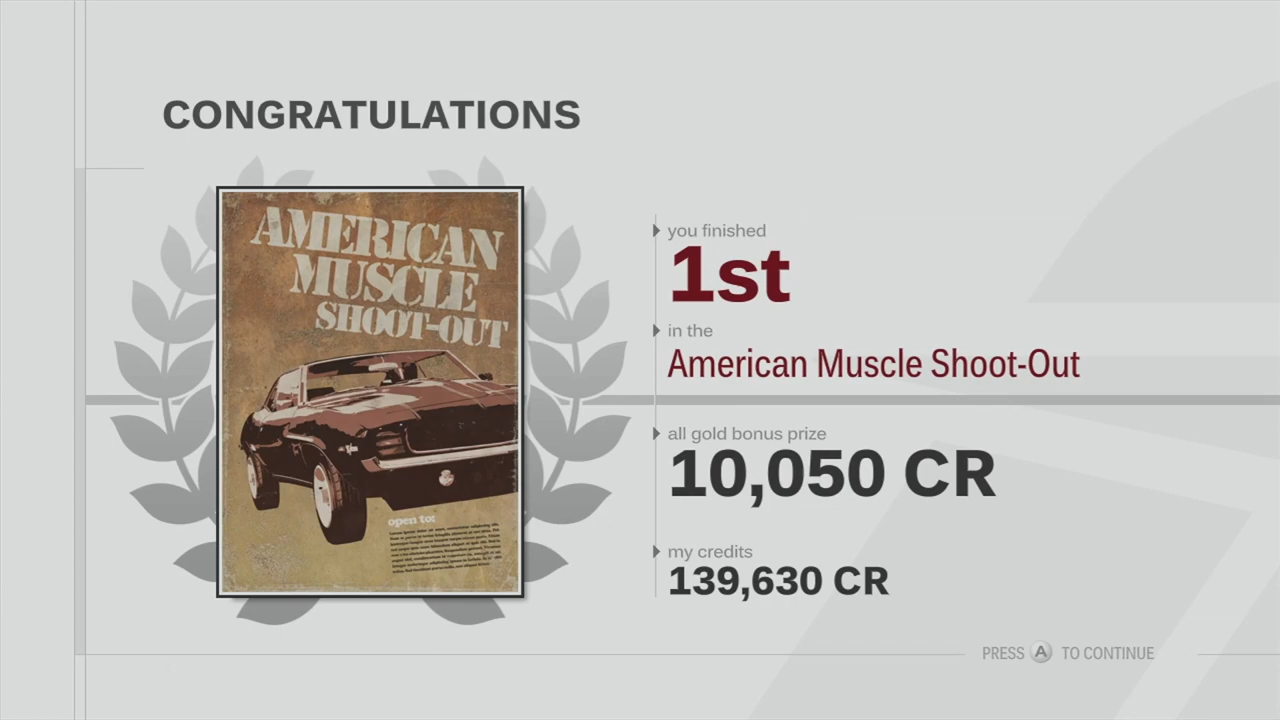 CONGRATULATIONS
AMERICAN
MUSCLE
SHOOT-OUT
open to:
you finished
1st
in the
American Muscle Shoot-Out
all gold bonus prize
10,050 CR
my credits
139,630 CR
PRESS A TO CONTINUE